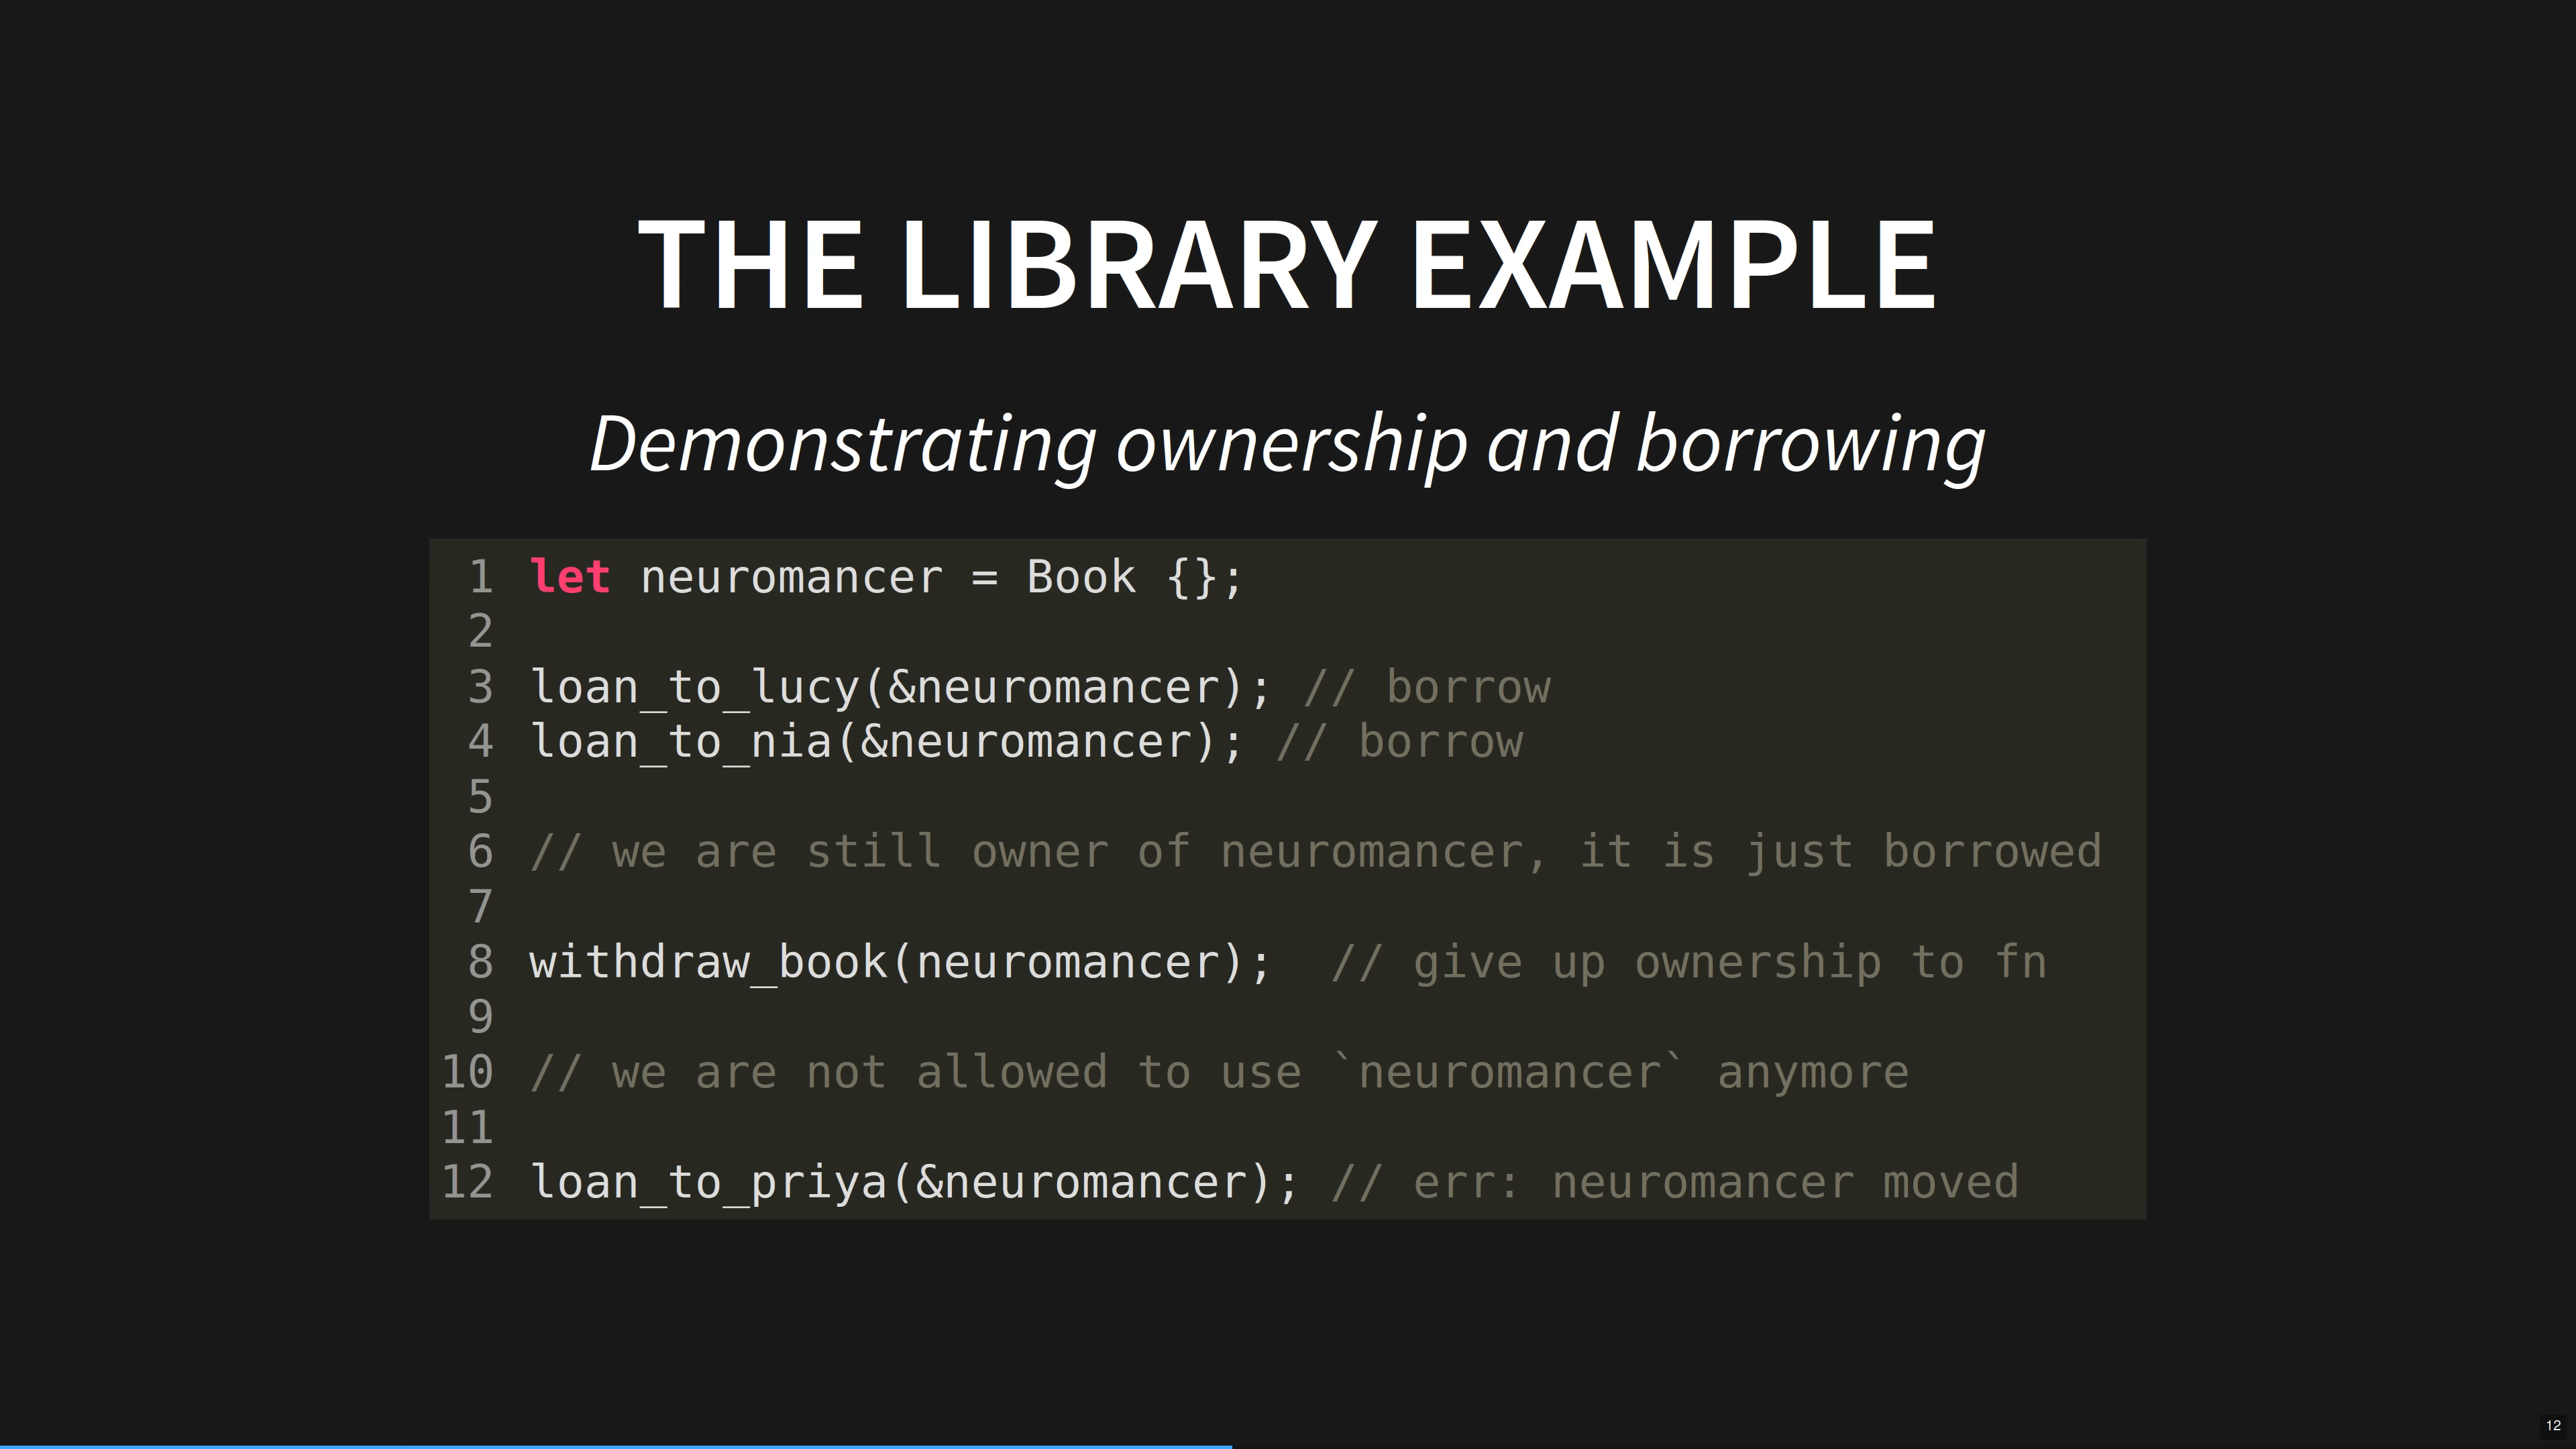 THE LIBRARY EXAMPLE
Demonstrating ownership and borrowing
1 let neuromancer = Book {};
2
3 loan_to_lucy(&neuromancer); // borrow
4 loan_to_nia(&neuromancer); // borrow
5
6 // we are still owner of neuromancer, it is just borrowed
7
8 withdraw_book(neuromancer);  // give up ownership to fn
9
10 // we are not allowed to use `neuromancer` anymore
11
12 loan_to_priya(&neuromancer); // err: neuromancer moved
12